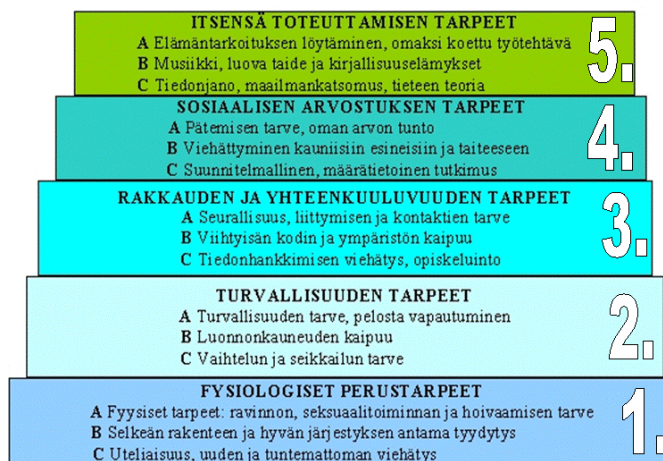 ITSENSÄ TOTEUTTAMISEN TARPEET
A Elämäntarkoituksen löytäminen, omaksi koettu työtehtävä
B Musiikki, luova taide ja kirjallisuuselämykset
C Tiedonjano, maailmankatsomus, tieteen teoria
5.
SOSIAALISEN ARVOSTUKSEN TARPEET
A Pätemisen tarve, oman arvon tunto
B Viehättyminen kauniisiin esineisiin ja taiteeseen
C Suunnitelmallinen, määrätietoinen tutkimus
4.
RAKKAUDEN JA YHTEENKUULUVUUDEN TARPEET
A Seurallisuus, liittymisen ja kontaktien tarve
B Viihtyisän kodin ja ympäristön kaipuu
C Tiedonhankkimisen viehätys, opiskeluinto
3.
TURVALLISUUDEN TARPEET
A Turvallisuuden tarve, pelosta vapautuminen
B Luonnonkauneuden kaipuu
C Vaihtelun ja seikkailun tarve
2.
FYSIOLOGISET PERUSTARPEET
A Fyysiset tarpeet: ravinnon, seksuaalitoiminnan ja hoivaamisen tarve
B Selkeän rakenteen ja hyvän järjestyksen antama tyydytys
C Uteliaisuus, uuden ja tuntemattoman viehätys
1.